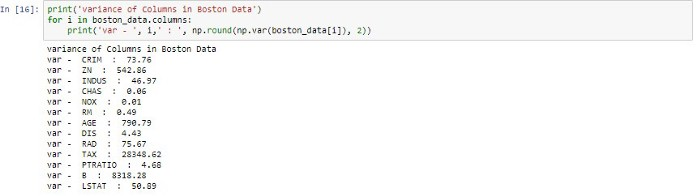 In [16]: print('variance of Columns in Boston Data')
for i in boston_data.columns:
    print('var - ', i,' : ', np.round(np.var(boston_data[i]), 2))
variance of Columns in Boston Data
var -  CRIM  :  73.76
var -  ZN  :  542.86
var -  INDUS  :  46.97
var -  CHAS  :  0.06
var -  NOX  :  0.01
var -  RM  :  0.49
var -  AGE  :  790.79
var -  DIS  :  4.43
var -  RAD  :  75.67
var -  TAX  :  28348.62
var -  PTRATIO  :  4.68
var -  B  :  8318.28
var -  LSTAT  :  50.89